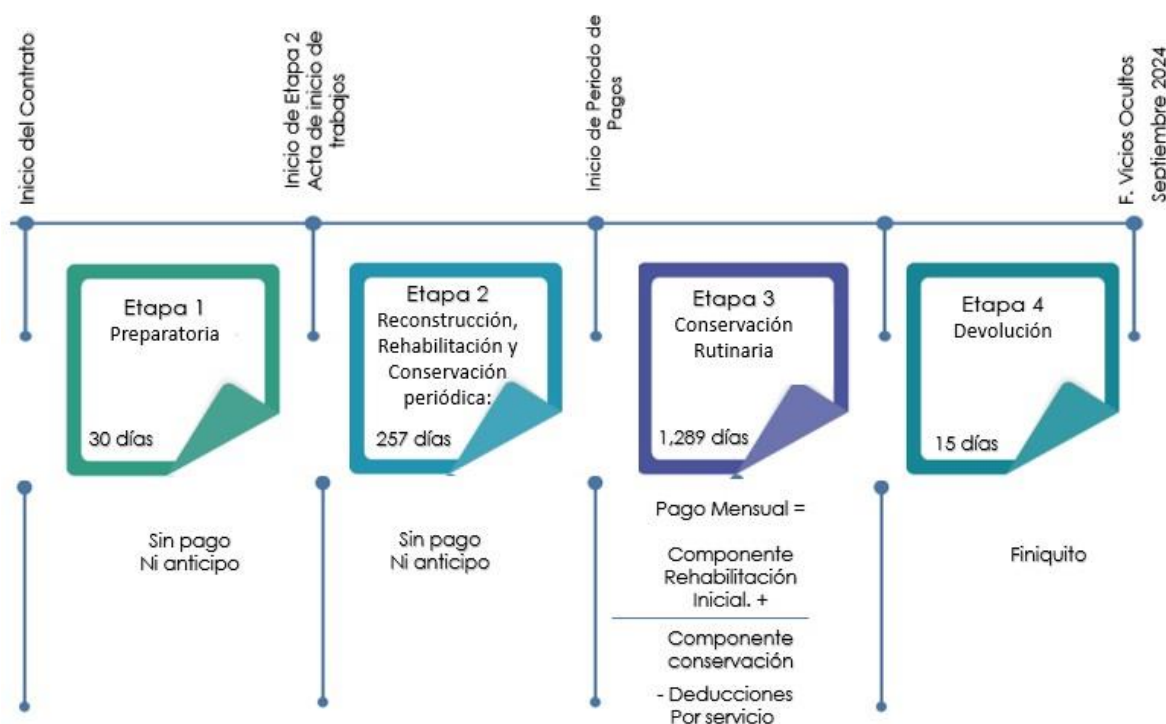 Inicio del Contrato
Inicio de Etapa 2
Acta de inicio de
trabajos
Inicio de Periodo de
Pagos
F. Vicios Ocultos
Septiembre 2024
Etapa 1
Preparatoria
30 días
Etapa 2
Reconstrucción,
Rehabilitación y
Conservación
periódica:
257 días
Etapa 3
Conservación
Rutinaria
1,289 días
Etapa 4
Devolución
15 días
Sin pago
Ni anticipo
Sin pago
Ni anticipo
Pago Mensual =
Componente
Rehabilitación
Inicial. +
Componente
conservación
- Deducciones
Por servicio
Finiquito